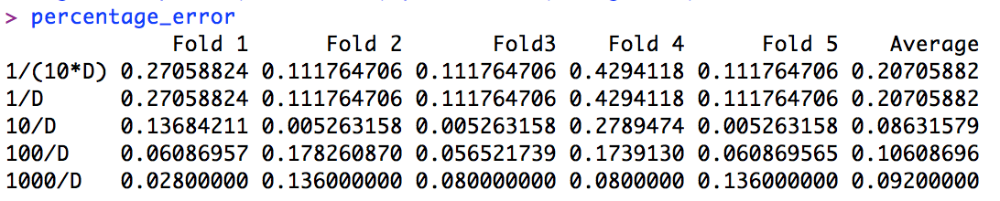 > percentage_error
Fold 1 Fold 2 Fold3 Fold 4 Fold 5 Average
1/(10*D) 0.27058824 0.111764706 0.111764706 0.4294118 0.111764706 0.20705882
1/D 0.27058824 0.111764706 0.111764706 0.4294118 0.111764706 0.20705882
10/D 0.13684211 0.005263158 0.005263158 0.2789474 0.005263158 0.08631579
100/D 0.06086957 0.178260870 0.056521739 0.1739130 0.060869565 0.10608696
1000/D 0.02800000 0.136000000 0.080000000 0.0800000 0.136000000 0.09200000